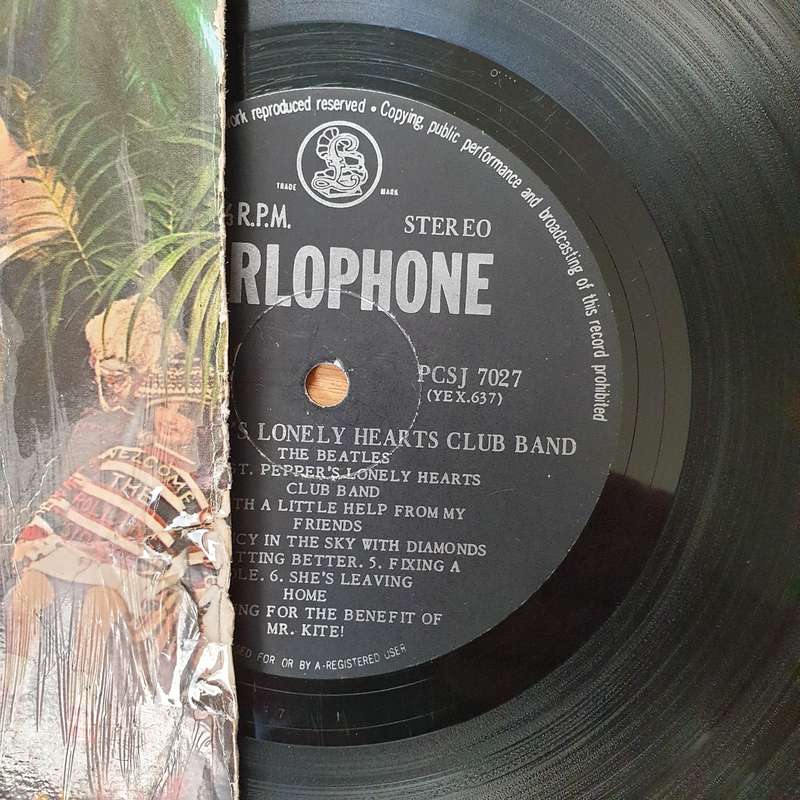 WELCOME
THE
reproduced reserved • Copying, public performance and broadcasting of this record prohibited
TRADE MARK
£
R.P.M.
STEREO
RLOPHONE
PCSJ 7027
(YEX.637)
'S LONELY HEARTS CLUB BAND
THE BEATLES
T. PEPPER'S LONELY HEARTS
CLUB BAND
TH A LITTLE HELP FROM MY
FRIENDS
CY IN THE SKY WITH DIAMONDS
TTING BETTER. 5. FIXING A
LE. 6. SHE'S LEAVING
HOME
NG FOR THE BENEFIT OF
MR. KITE!
ED FOR OR BY A-REGISTERED USER
7